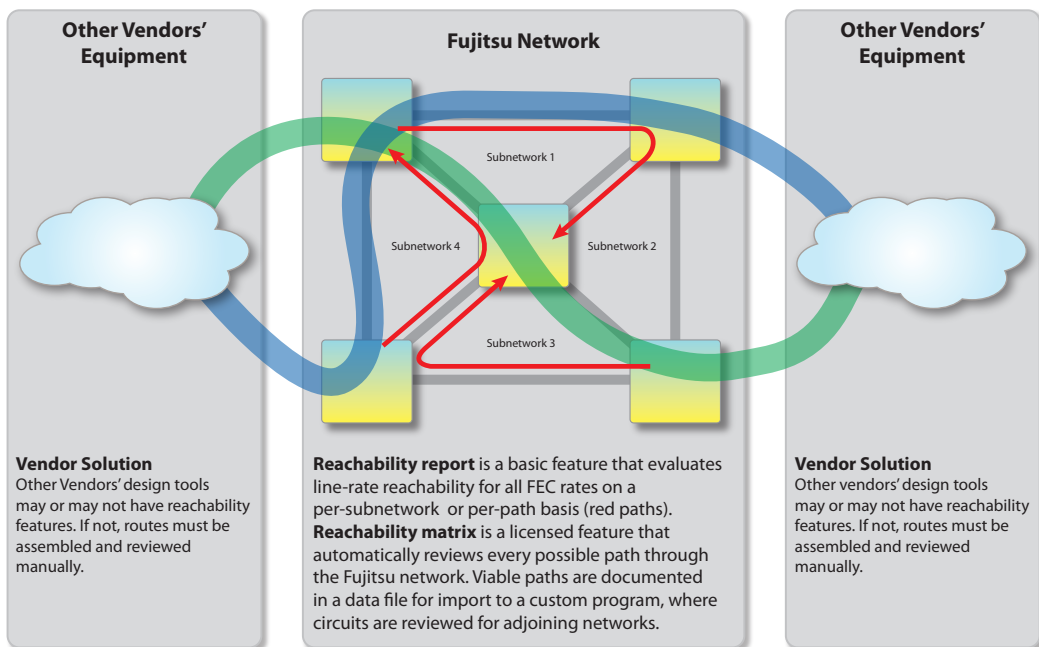 Other Vendors'
Equipment
Fujitsu Network
Other Vendors'
Equipment
Subnetwork 1
Subnetwork 4
Subnetwork 2
Subnetwork 3
Vendor Solution
Other Vendors' design tools
may or may not have reachability
features. If not, routes must be
assembled and reviewed
manually.
Reachability report is a basic feature that evaluates
line-rate reachability for all FEC rates on a
per-subnetwork or per-path basis (red paths).
Reachability matrix is a licensed feature that
automatically reviews every possible path through
the Fujitsu network. Viable paths are documented
in a data file for import to a custom program, where
circuits are reviewed for adjoining networks.
Vendor Solution
Other vendors' design tools
may or may not have reachability
features. If not, routes must be
assembled and reviewed
manually.